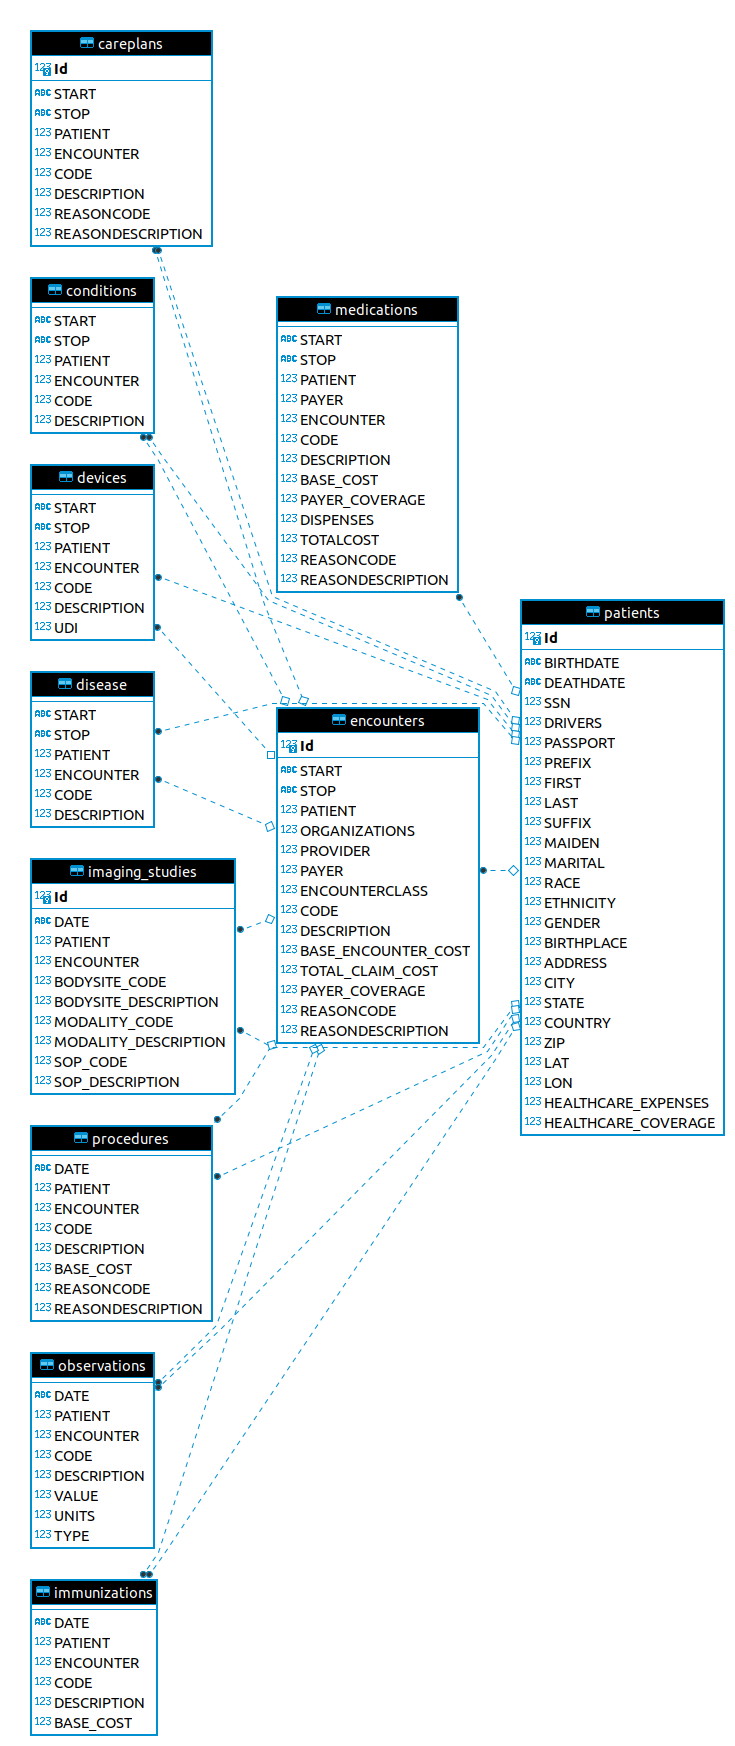 careplans
123 Id
ABC START
ABC STOP
123 PATIENT
123 ENCOUNTER
123 CODE
123 DESCRIPTION
123 REASONCODE
123 REASONDESCRIPTION
conditions
ABC START
ABC STOP
123 PATIENT
123 ENCOUNTER
123 CODE
123 DESCRIPTION
devices
ABC START
ABC STOP
123 PATIENT
123 ENCOUNTER
123 CODE
123 DESCRIPTION
123 UDI
disease
ABC START
ABC STOP
123 PATIENT
123 ENCOUNTER
123 CODE
123 DESCRIPTION
imaging_studies
123 Id
ABC DATE
123 PATIENT
123 ENCOUNTER
123 BODYSITE_CODE
123 BODYSITE_DESCRIPTION
123 MODALITY_CODE
123 MODALITY_DESCRIPTION
123 SOP_CODE
123 SOP_DESCRIPTION
procedures
ABC DATE
123 PATIENT
123 ENCOUNTER
123 CODE
123 DESCRIPTION
123 BASE_COST
123 REASONCODE
123 REASONDESCRIPTION
observations
ABC DATE
123 PATIENT
123 ENCOUNTER
123 CODE
123 DESCRIPTION
123 VALUE
123 UNITS
123 TYPE
immunizations
ABC DATE
123 PATIENT
123 ENCOUNTER
123 CODE
123 DESCRIPTION
123 BASE_COST
medications
ABC START
ABC STOP
123 PATIENT
123 PAYER
123 ENCOUNTER
123 CODE
123 DESCRIPTION
123 BASE_COST
123 PAYER_COVERAGE
123 DISPENSES
123 TOTALCOST
123 REASONCODE
123 REASONDESCRIPTION
encounters
123 Id
ABC START
ABC STOP
123 PATIENT
123 ORGANIZATIONS
123 PROVIDER
123 PAYER
123 ENCOUNTERCLASS
123 CODE
123 DESCRIPTION
123 BASE_ENCOUNTER_COST
123 TOTAL_CLAIM_COST
123 PAYER_COVERAGE
123 REASONCODE
123 REASONDESCRIPTION
patients
123 Id
ABC BIRTHDATE
ABC DEATHDATE
123 SSN
123 DRIVERS
123 PASSPORT
123 PREFIX
123 FIRST
123 LAST
123 SUFFIX
123 MAIDEN
123 MARITAL
123 RACE
123 ETHNICITY
123 GENDER
123 BIRTHPLACE
123 ADDRESS
123 CITY
123 STATE
123 COUNTRY
123 ZIP
123 LAT
123 LON
123 HEALTHCARE_EXPENSES
123 HEALTHCARE_COVERAGE